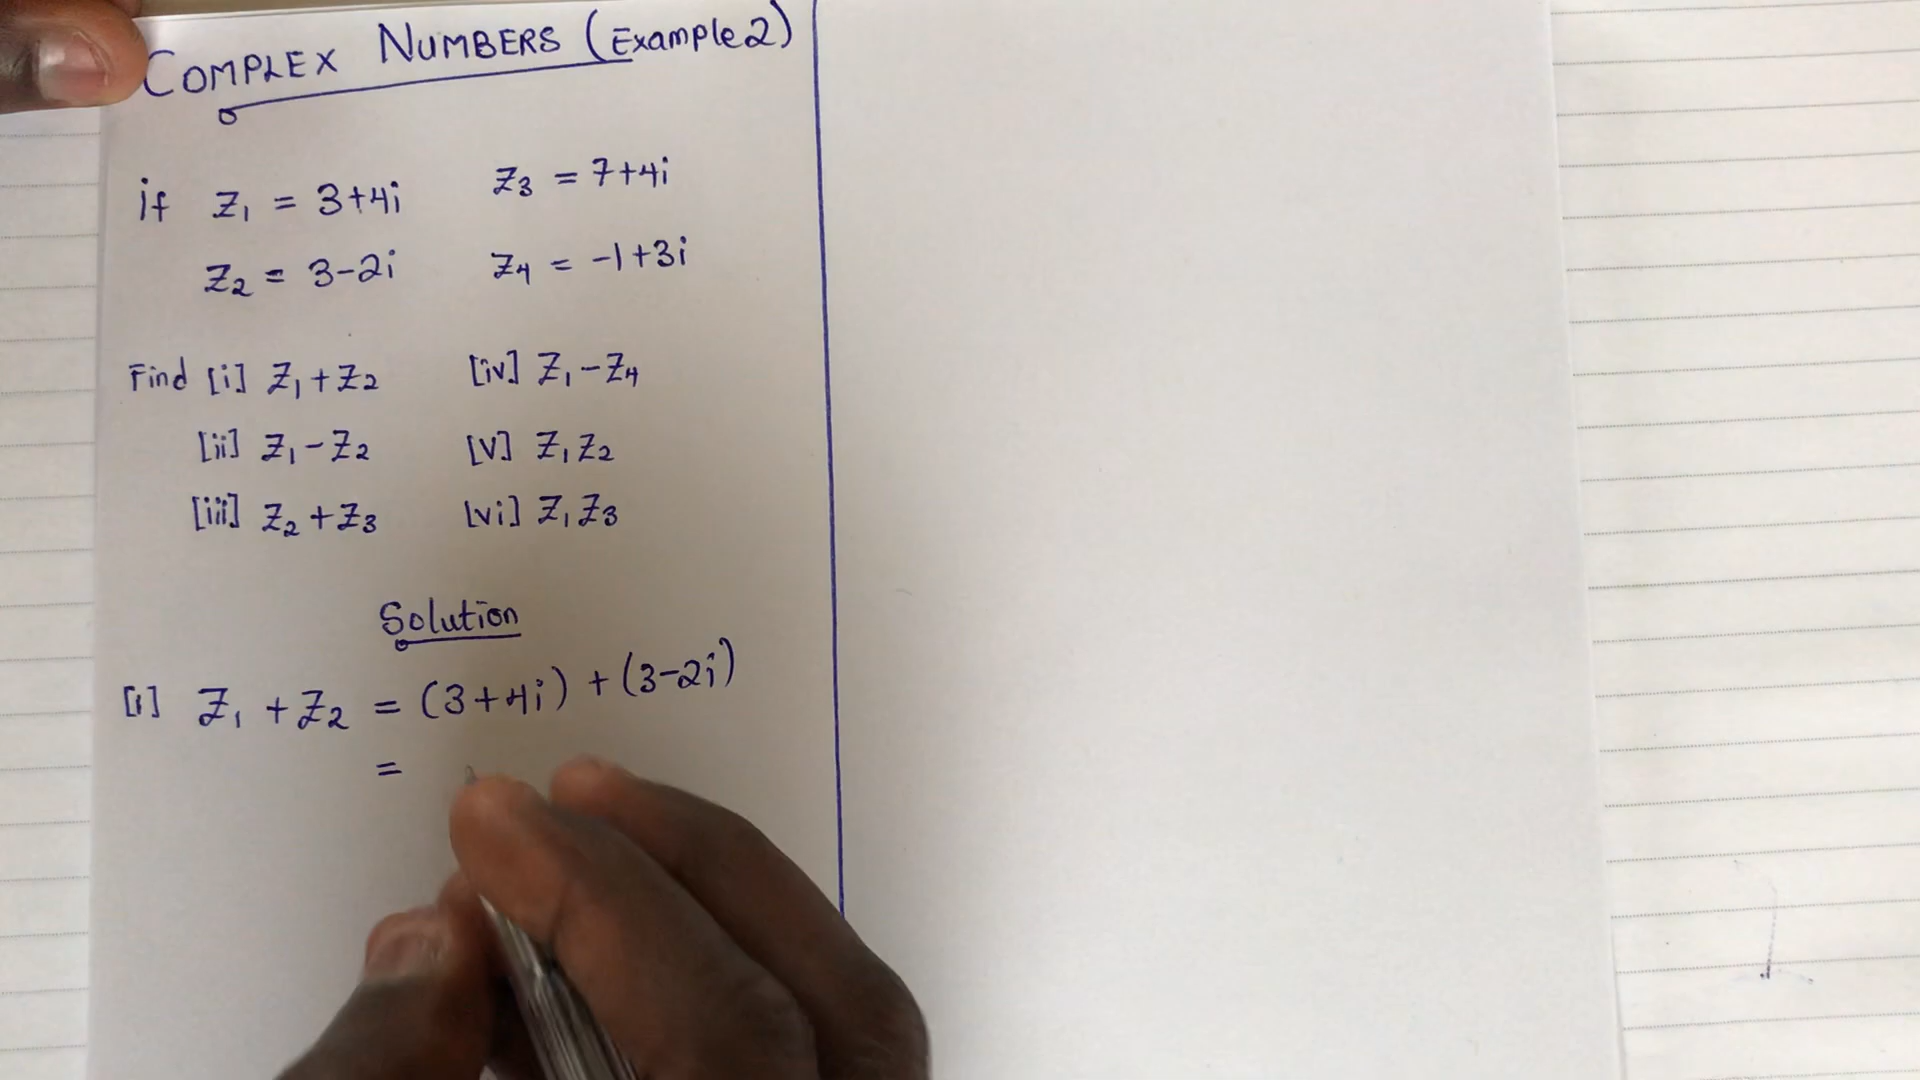 COMPLEX NUMBERS (Example 2)
if Z₁ = 3+4i Z₃ = 7+4i
Z₂ = 3-2i Z₄ = -1+3i
Find [i] Z₁+Z₂ [iv] Z₁-Z₄
[ii] Z₁-Z₂ [V] Z₁Z₂
[iii] Z₂+Z₃ [vi] Z₁Z₃
Solution
[i] Z₁+Z₂ = (3+4i) + (3-2i)
=